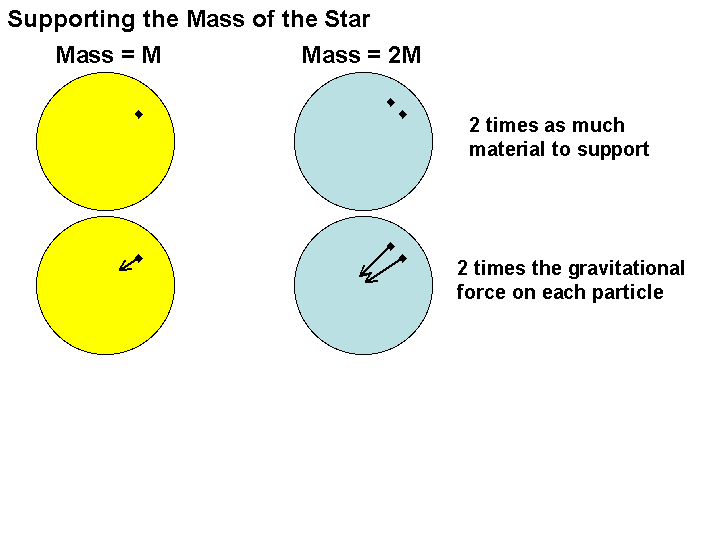 Supporting the Mass of the Star
Mass = M
Mass = 2M
2 times as much
material to support
2 times the gravitational
force on each particle